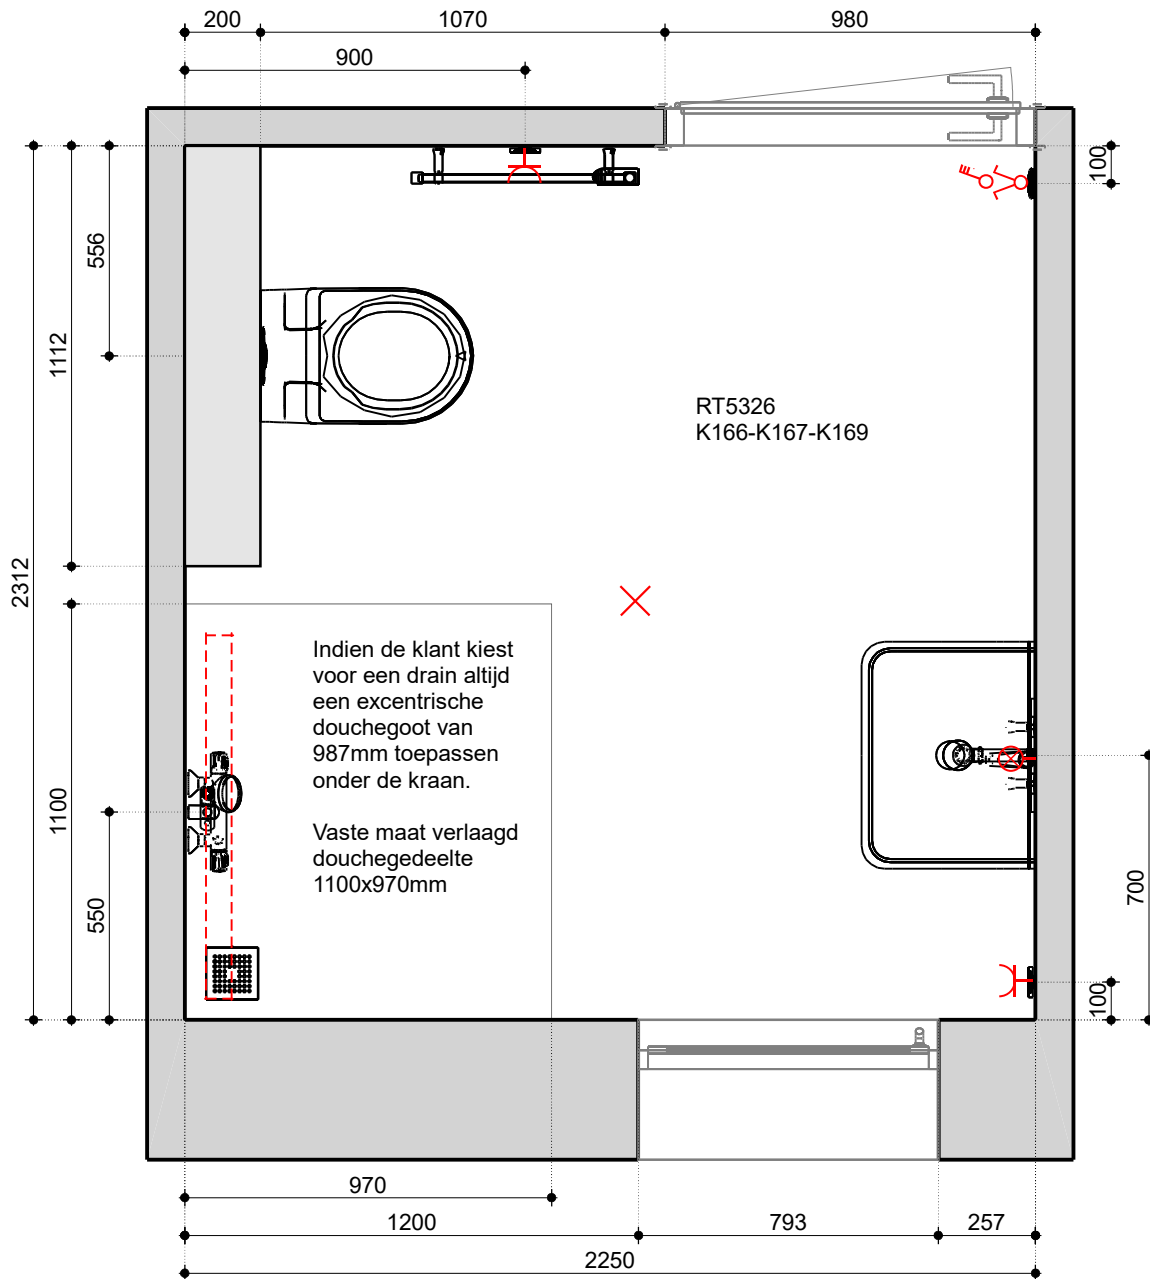 200
1070
980
900
100
556
1112
2312
RT5326
K166-K167-K169
Indien de klant kiest
voor een drain altijd
een excentrische
douchegoot van
987mm toepassen
onder de kraan.
Vaste maat verlaagd
douchegedeelte
1100x970mm
1100
550
700
100
970
1200
793
257
2250